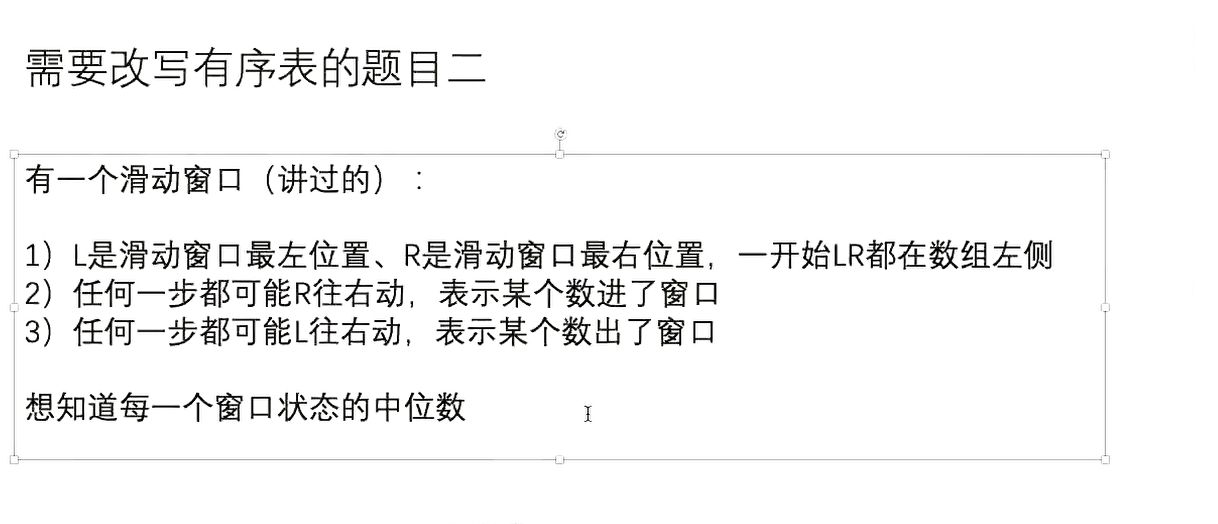 需要改写有序表的题目二
有一个滑动窗口（讲过的）：
1）L是滑动窗口最左位置、R是滑动窗口最右位置，一开始LR都在数组左侧
2）任何一步都可能R往右动，表示某个数进了窗口
3）任何一步都可能L往右动，表示某个数出了窗口
想知道每一个窗口状态的中位数